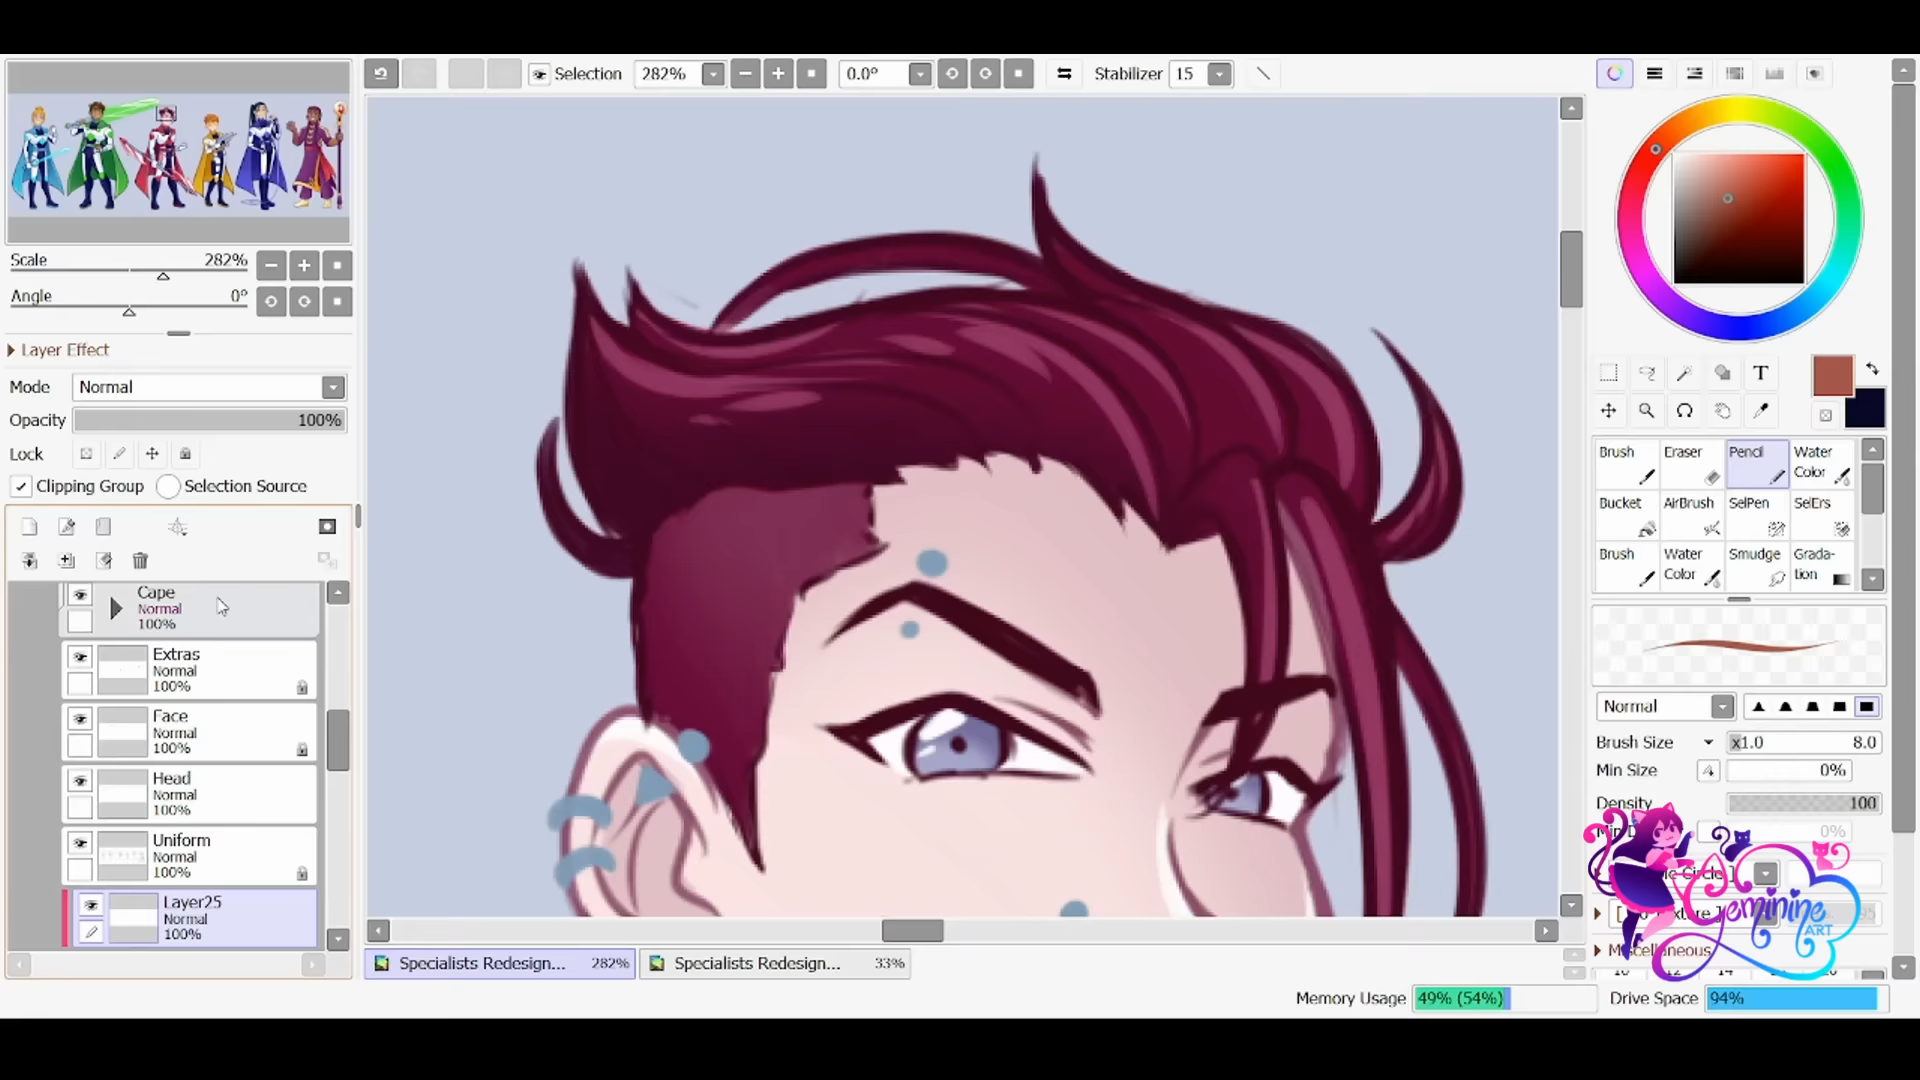 Selection
282%
0.0°
Stabilizer
15
Scale
282%
Angle
0°
Layer Effect
Mode
Normal
Opacity
100%
Lock
Clipping Group
Selection Source
Cape
Normal
100%
Extras
Normal
100%
Face
Normal
100%
Head
Normal
100%
Uniform
Normal
100%
Layer25
Normal
100%
T
Brush
Eraser
Pencil
Water
Color
Bucket
AirBrush
SelPen
SelErs
Brush
Water
Color
Smudge
Grada-
tion
Normal
Brush Size
x1.0
8.0
Min Size
0%
Density
100
0%
Miscellaneous
Geminine
ART
Specialists Redesign...
282%
Specialists Redesign...
33%
Memory Usage
49% (54%)
Drive Space
94%